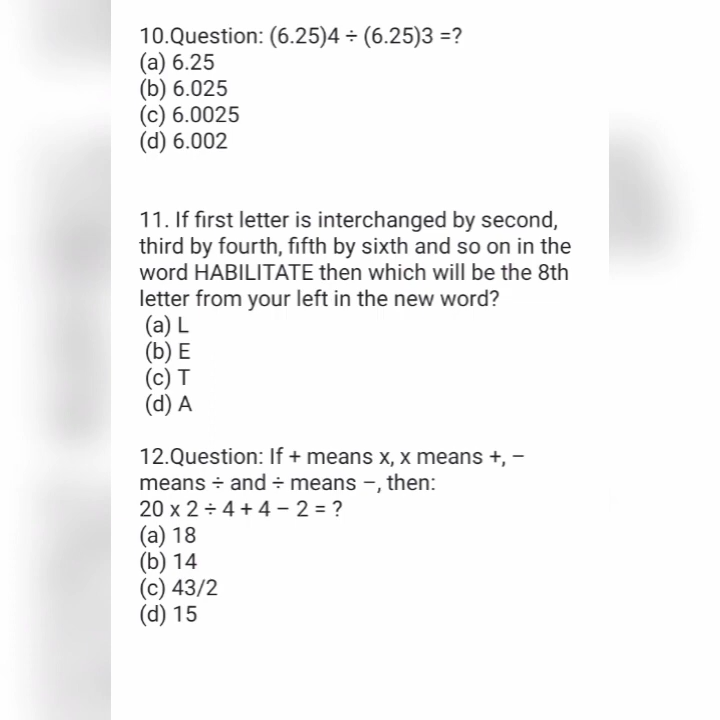 10.Question: (6.25)4 ÷ (6.25)3 =?
(a) 6.25
(b) 6.025
(c) 6.0025
(d) 6.002
11. If first letter is interchanged by second,
third by fourth, fifth by sixth and so on in the
word HABILITATE then which will be the 8th
letter from your left in the new word?
(a) L
(b) E
(c) T
(d) A
12.Question: If + means x, x means +, −
means ÷ and ÷ means −, then:
20 x 2 ÷ 4 + 4 − 2 = ?
(a) 18
(b) 14
(c) 43/2
(d) 15